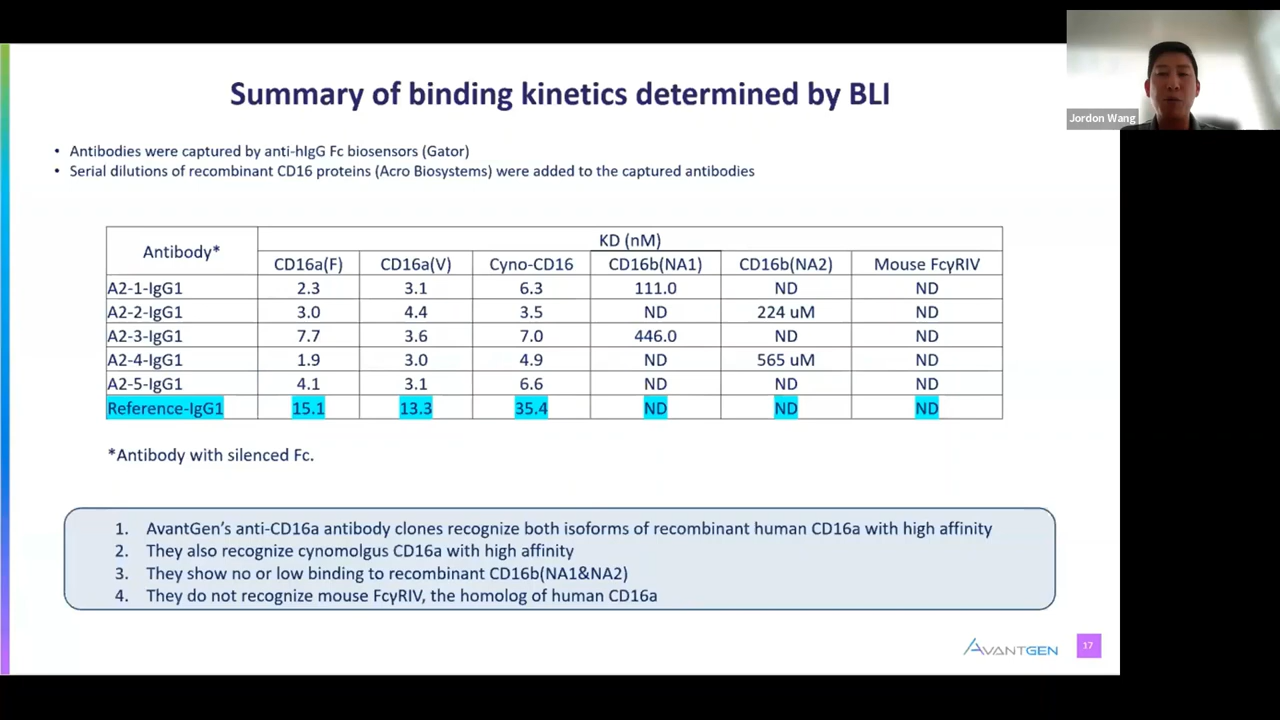 Summary of binding kinetics determined by BLI
Jordon Wang
• Antibodies were captured by anti-hIgG Fc biosensors (Gator)
• Serial dilutions of recombinant CD16 proteins (Acro Biosystems) were added to the captured antibodies
Antibody* KD (nM)
CD16a(F) CD16a(V) Cyno-CD16 CD16b(NA1) CD16b(NA2) Mouse FcγRIV
A2-1-IgG1 2.3 3.1 6.3 111.0 ND ND
A2-2-IgG1 3.0 4.4 3.5 ND 224 uM ND
A2-3-IgG1 7.7 3.6 7.0 446.0 ND ND
A2-4-IgG1 1.9 3.0 4.9 ND 565 uM ND
A2-5-IgG1 4.1 3.1 6.6 ND ND ND
Reference-IgG1 15.1 13.3 35.4 ND ND ND
*Antibody with silenced Fc.
1. AvantGen's anti-CD16a antibody clones recognize both isoforms of recombinant human CD16a with high affinity
2. They also recognize cynomolgus CD16a with high affinity
3. They show no or low binding to recombinant CD16b(NA1&NA2)
4. They do not recognize mouse FcγRIV, the homolog of human CD16a
AVANTGEN 17